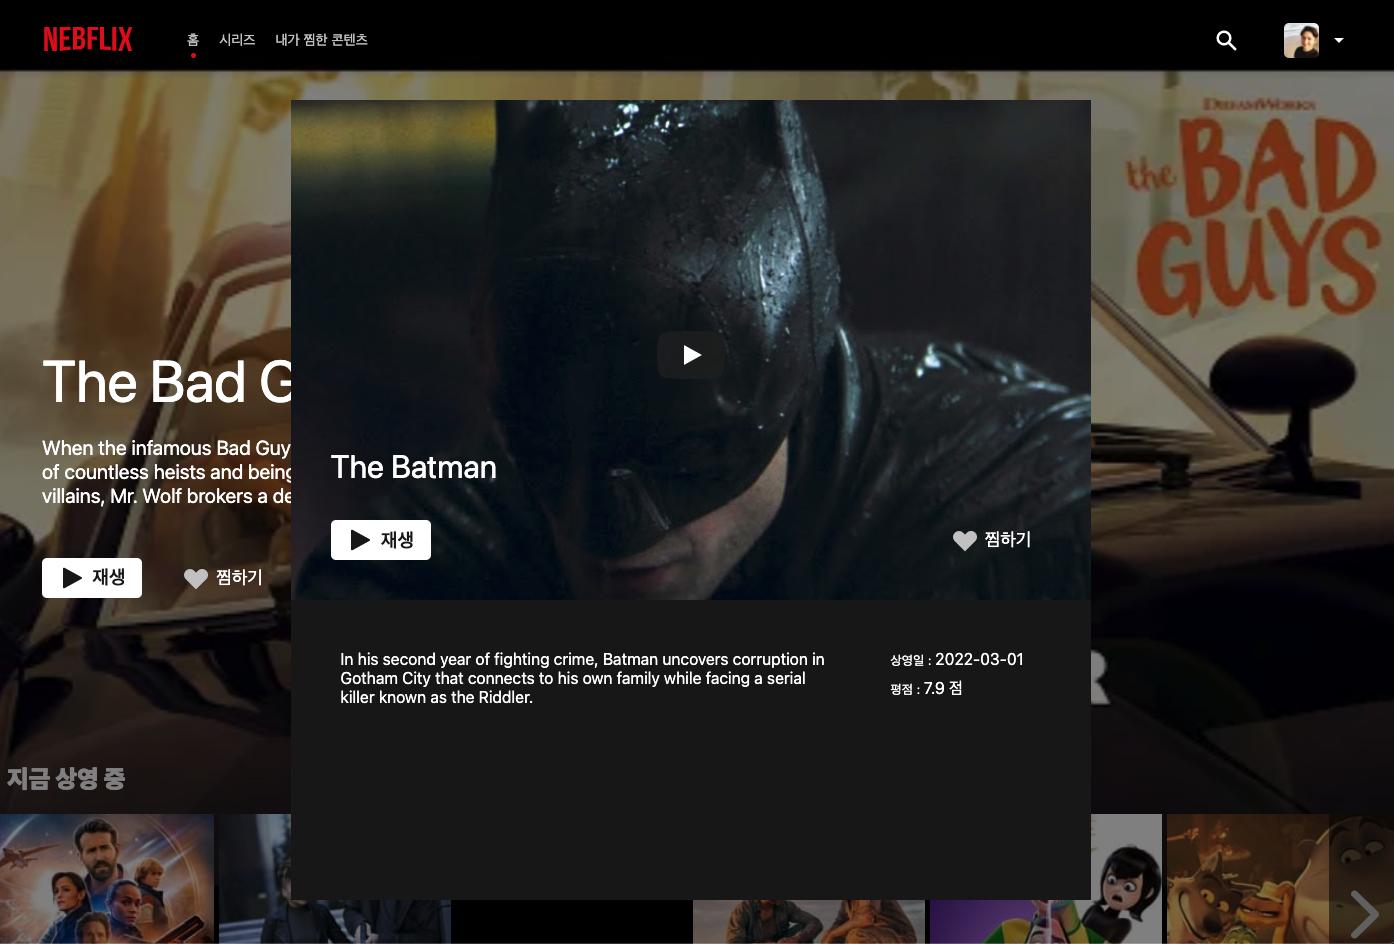 NEBFLIX
홈
시리즈
내가 찜한 콘텐츠
DREAMWORKS
the BAD
GUYS
The Bad G
When the infamous Bad Guy
of countless heists and being
villains, Mr. Wolf brokers a de
재생
찜하기
The Batman
재생
찜하기
In his second year of fighting crime, Batman uncovers corruption in
Gotham City that connects to his own family while facing a serial
killer known as the Riddler.
상영일 : 2022-03-01
평점 : 7.9 점
R
지금 상영 중